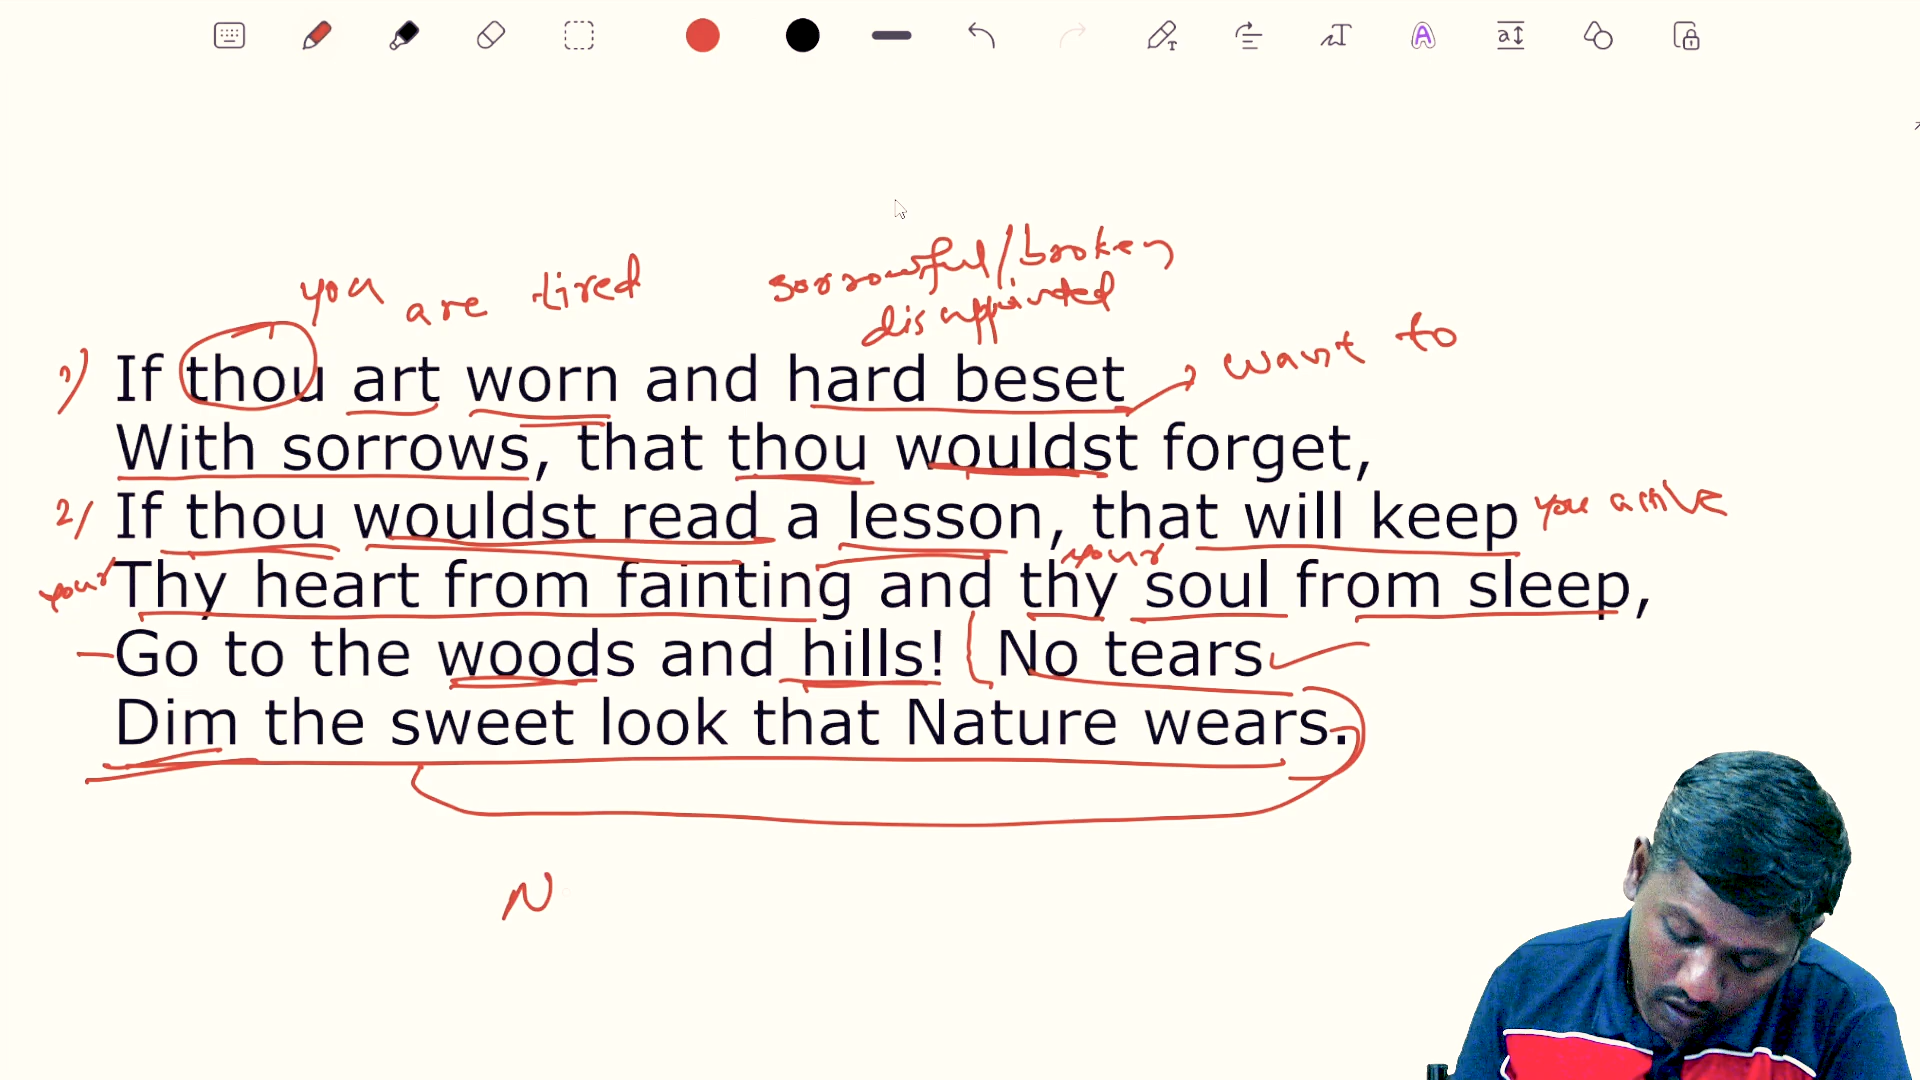 you are tired
sorrowful/broken
disappointed
want to
1) If thou art worn and hard beset
With sorrows, that thou wouldst forget,
2) If thou wouldst read a lesson, that will keep you active
your Thy heart from fainting and thy your soul from sleep,
Go to the woods and hills! No tears
Dim the sweet look that Nature wears.
N